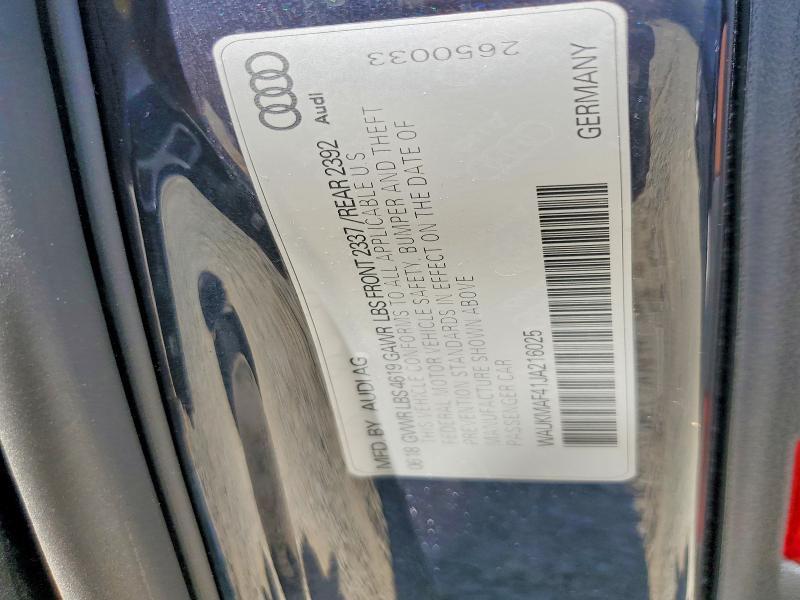 Audi
2650033
MFD BY AUDI AG
06 18 GVWR LBS 4619 GAWR LBS FRONT 2337 / REAR 2392
THIS VEHICLE CONFORMS TO ALL APPLICABLE U S
FEDERAL MOTOR VEHICLE SAFETY, BUMPER AND THEFT
PREVENTION STANDARDS IN EFFECT ON THE DATE OF
MANUFACTURE SHOWN ABOVE
PASSENGER CAR
WAUKMAF41JA216025
GERMANY